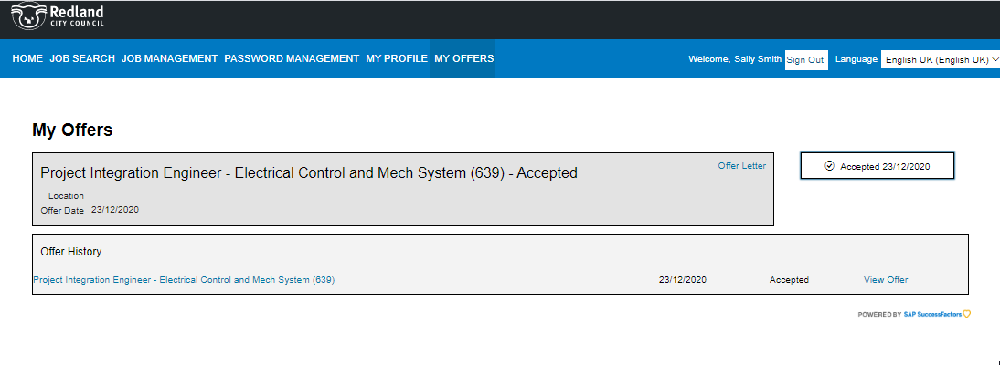 Redland
CITY COUNCIL
HOME JOB SEARCH JOB MANAGEMENT PASSWORD MANAGEMENT MY PROFILE MY OFFERS Welcome, Sally Smith Sign Out Language English UK (English UK)
My Offers
Project Integration Engineer - Electrical Control and Mech System (639) - Accepted Offer Letter Accepted 23/12/2020
Location
Offer Date 23/12/2020
Offer History
Project Integration Engineer - Electrical Control and Mech System (639) 23/12/2020 Accepted View Offer
POWERED BY SAP SuccessFactors